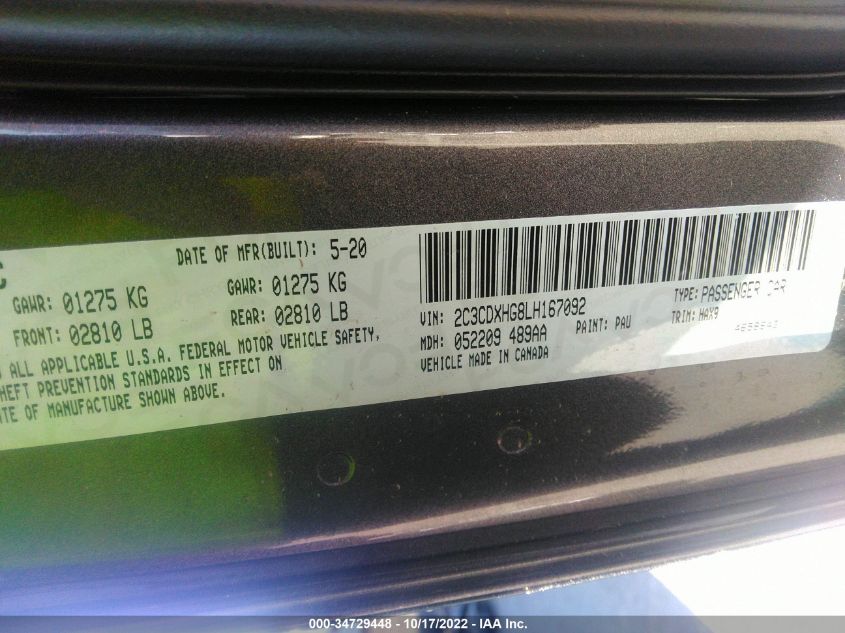 DATE OF MFR(BUILT): 5-20
GAWR: 01275 KG GAWR: 01275 KG
FRONT: 02810 LB REAR: 02810 LB
ALL APPLICABLE U.S.A. FEDERAL MOTOR VEHICLE SAFETY,
PREVENTION STANDARDS IN EFFECT ON
OF MANUFACTURE SHOWN ABOVE.
VIN: 2C3CDXHG8LH167092 TYPE: PASSENGER CAR
MDH: 052209 489AA PAINT: PAU TRIM: HAX9
VEHICLE MADE IN CANADA
000-34729448 - 10/17/2022 - IAA Inc.